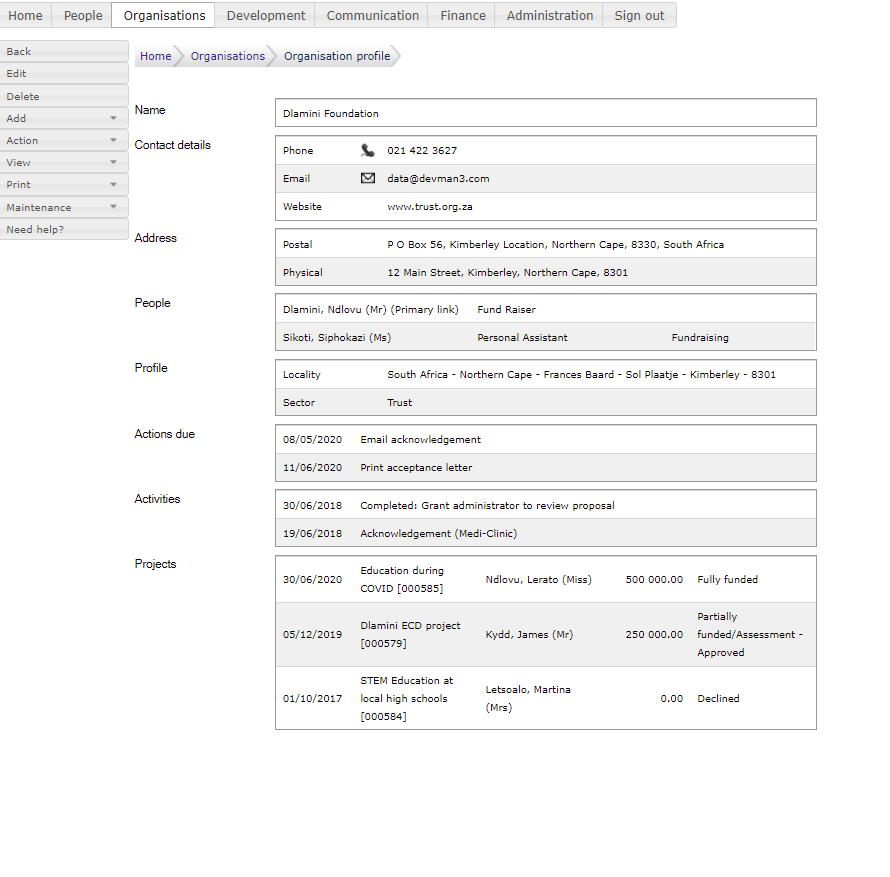 Home People Organisations Development Communication Finance Administration Sign out
Back
Edit
Delete
Add
Action
View
Print
Maintenance
Need help?
Home Organisations Organisation profile
Name
Dlamini Foundation
Contact details
Phone 021 422 3627
Email data@devman3.com
Website www.trust.org.za
Address
Postal P O Box 56, Kimberley Location, Northern Cape, 8330, South Africa
Physical 12 Main Street, Kimberley, Northern Cape, 8301
People
Dlamini, Ndlovu (Mr) (Primary link) Fund Raiser
Sikoti, Siphokazi (Ms) Personal Assistant Fundraising
Profile
Locality South Africa - Northern Cape - Frances Baard - Sol Plaatje - Kimberley - 8301
Sector Trust
Actions due
08/05/2020 Email acknowledgement
11/06/2020 Print acceptance letter
Activities
30/06/2018 Completed: Grant administrator to review proposal
19/06/2018 Acknowledgement (Medi-Clinic)
Projects
30/06/2020
Education during
COVID [000585]
Ndlovu, Lerato (Miss)
500 000.00
Fully funded
05/12/2019
Dlamini ECD project
[000579]
Kydd, James (Mr)
250 000.00
Partially
funded/Assessment -
Approved
01/10/2017
STEM Education at
local high schools
[000584]
Letsoalo, Martina
(Mrs)
0.00
Declined